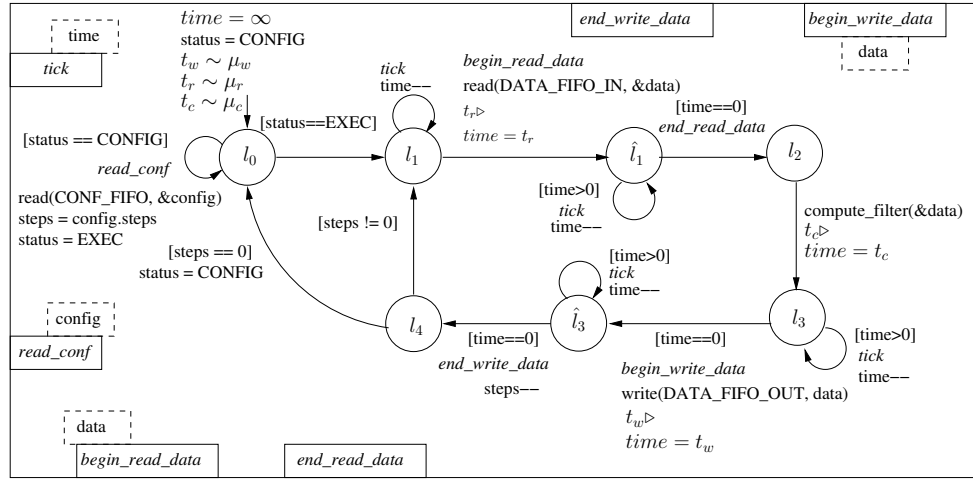 time
tick
time = ∞
status = CONFIG
t_w ∼ μ_w
t_r ∼ μ_r
t_c ∼ μ_c
end_write_data
begin_write_data
data
tick
time−−
begin_read_data
read(DATA_FIFO_IN, &data)
t_r▷
time = t_r
[status == CONFIG]
read_conf
read(CONF_FIFO, &config)
steps = config.steps
status = EXEC
l_0
[status==EXEC]
l_1
l̂_1
[time==0]
end_read_data
l_2
[time>0]
tick
time−−
compute_filter(&data)
t_c▷
time = t_c
[steps != 0]
[steps == 0]
status = CONFIG
[time>0]
tick
time−−
l_4
l̂_3
l_3
[time>0]
tick
time−−
[time==0]
end_write_data
steps−−
[time==0]
begin_write_data
write(DATA_FIFO_OUT, data)
t_w▷
time = t_w
config
read_conf
data
begin_read_data
end_read_data